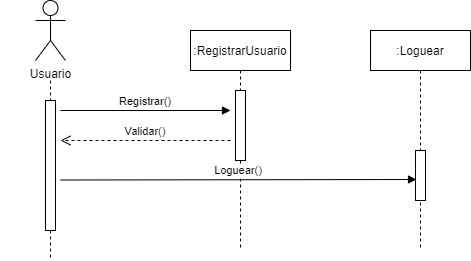 :RegistrarUsuario
:Loguear
Usuario
Registrar()
Validar()
Loguear()